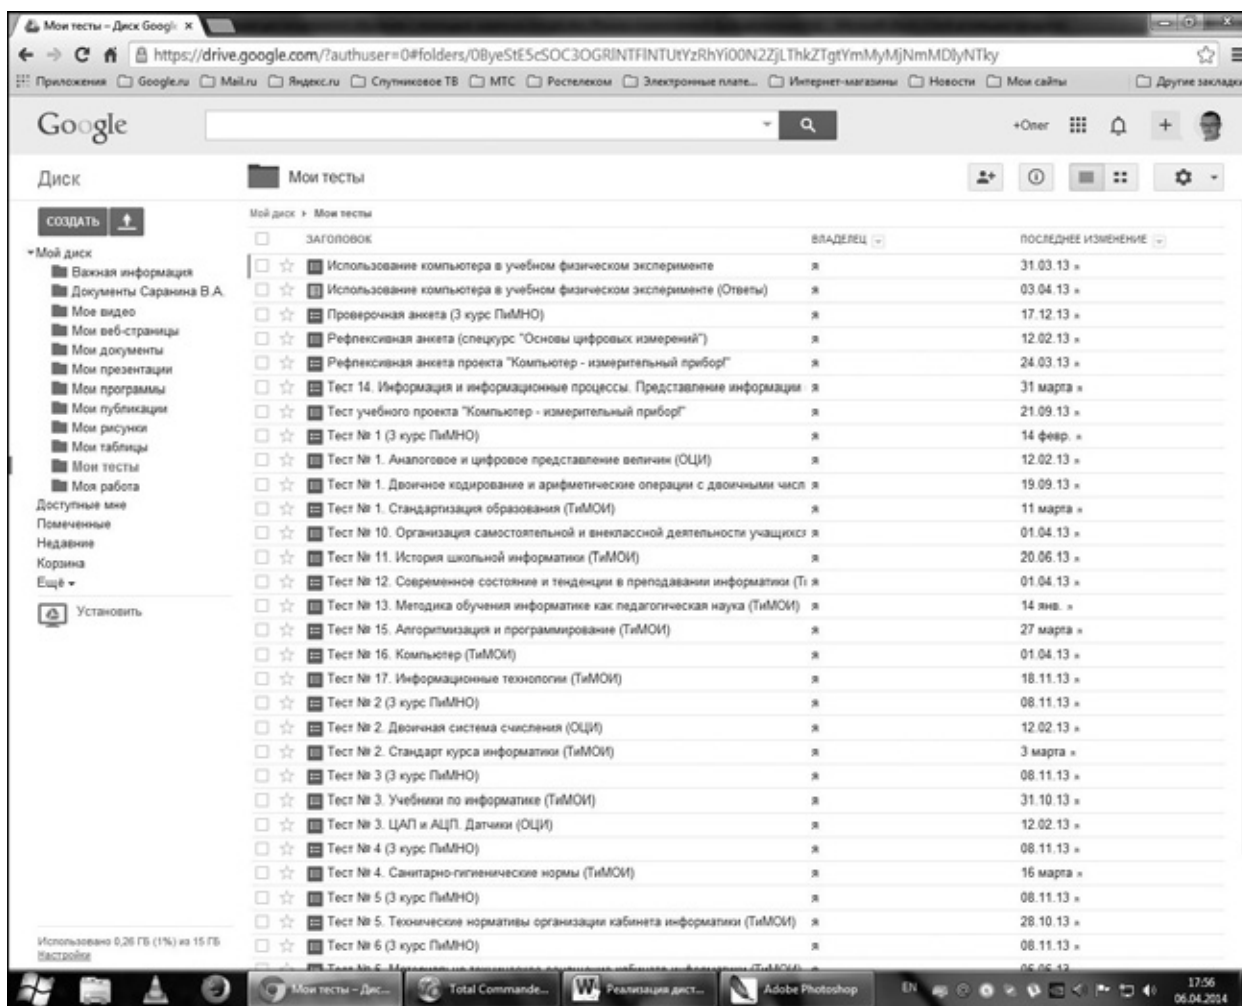 Мои тесты – Диск Googl
https://drive.google.com/?authuser=0#folders/
Приложения Google.ru Mail.ru Яндекс.ru Спутниковое ТВ МТС Ростелеком Электронные плате... Интернет-магазины Новости Мои сайты Другие закладки
Google
+Олег
Диск
Мои тесты
СОЗДАТЬ
Мой диск
Важная информация
Документы Саранина В.А.
Мое видео
Мои веб-страницы
Мои документы
Мои презентации
Мои программы
Мои публикации
Мои рисунки
Мои таблицы
Мои тесты
Моя работа
Доступные мне
Помеченные
Недавние
Корзина
Ещё
Установить
Использовано 0,26 ГБ (1%) из 15 ГБ
Настройки
Мой диск Мои тесты
ЗАГОЛОВОК ВЛАДЕЛЕЦ ПОСЛЕДНЕЕ ИЗМЕНЕНИЕ
Использование компьютера в учебном физическом эксперименте я 31.03.13 я
Использование компьютера в учебном физическом эксперименте (Ответы) я 03.04.13 я
Проверочная анкета (3 курс ПиМНО) я 17.12.13 я
Рефлексивная анкета (спецкурс "Основы цифровых измерений") я 12.02.13 я
Рефлексивная анкета проекта "Компьютер - измерительный прибор!" я 24.03.13 я
Тест 14. Информация и информационные процессы. Представление информации я 31 марта я
Тест учебного проекта "Компьютер - измерительный прибор!" я 21.09.13 я
Тест № 1 (3 курс ПиМНО) я 14 февр. я
Тест № 1. Аналоговое и цифровое представление величин (ОЦИ) я 12.02.13 я
Тест № 1. Двоичное кодирование и арифметические операции с двоичными числ я 19.09.13 я
Тест № 1. Стандартизация образования (ТиМОИ) я 11 марта я
Тест № 10. Организация самостоятельной и внеклассной деятельности учащихся я 01.04.13 я
Тест № 11. История школьной информатики (ТиМОИ) я 20.06.13 я
Тест № 12. Современное состояние и тенденции в преподавании информатики (Ти я 01.04.13 я
Тест № 13. Методика обучения информатике как педагогическая наука (ТиМОИ) я 14 янв. я
Тест № 15. Алгоритмизация и программирование (ТиМОИ) я 27 марта я
Тест № 16. Компьютер (ТиМОИ) я 01.04.13 я
Тест № 17. Информационные технологии (ТиМОИ) я 18.11.13 я
Тест № 2 (3 курс ПиМНО) я 08.11.13 я
Тест № 2. Двоичная система счисления (ОЦИ) я 12.02.13 я
Тест № 2. Стандарт курса информатики (ТиМОИ) я 3 марта я
Тест № 3 (3 курс ПиМНО) я 08.11.13 я
Тест № 3. Учебники по информатике (ТиМОИ) я 31.10.13 я
Тест № 3. ЦАП и АЦП. Датчики (ОЦИ) я 12.02.13 я
Тест № 4 (3 курс ПиМНО) я 08.11.13 я
Тест № 4. Санитарно-гигиенические нормы (ТиМОИ) я 16 марта я
Тест № 5 (3 курс ПиМНО) я 08.11.13 я
Тест № 5. Технические нормативы организации кабинета информатики (ТиМОИ) я 28.10.13 я
Тест № 6 (3 курс ПиМНО) я 08.11.13 я
Мои тесты – Дис... Total Commande... Реализация дист... Adobe Photoshop EN 17:56
06.04.2014